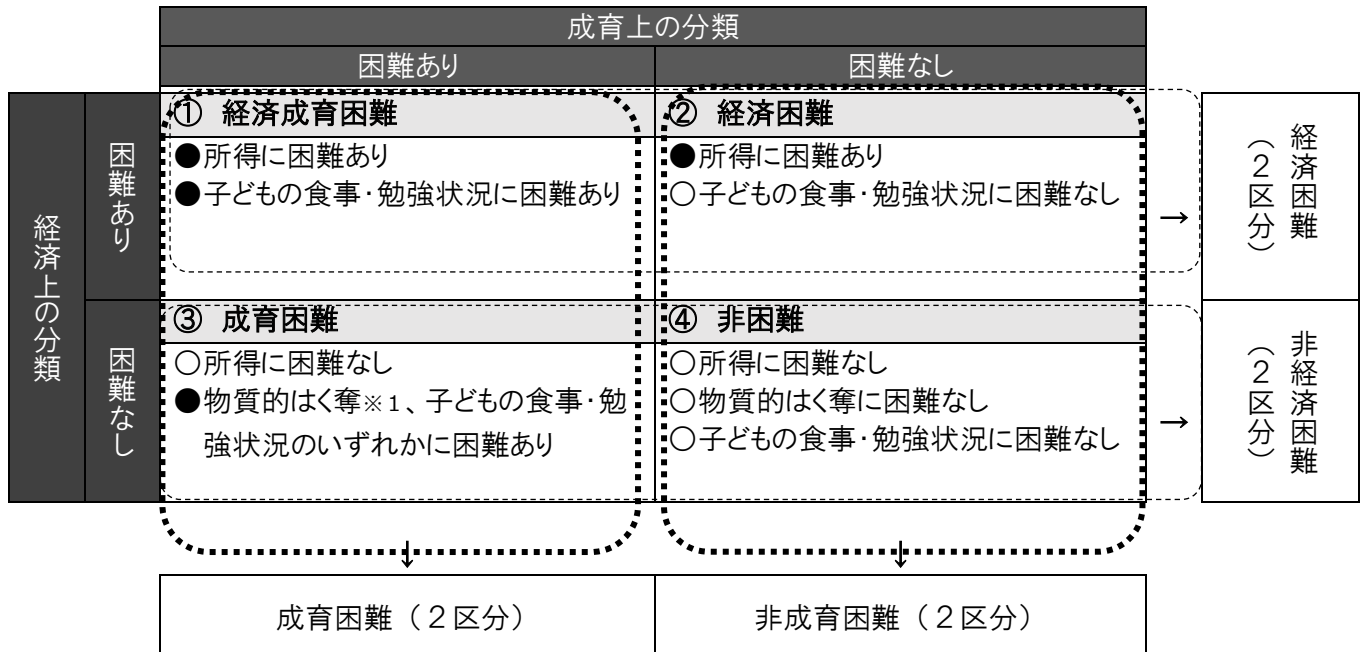 成育上の分類
困難あり
困難なし
経済上の分類
困難あり
① 経済成育困難
●所得に困難あり
●子どもの食事・勉強状況に困難あり
② 経済困難
●所得に困難あり
○子どもの食事・勉強状況に困難なし
→
経済困難
（２区分）
困難なし
③ 成育困難
○所得に困難なし
●物質的はく奪※1、子どもの食事・勉
強状況のいずれかに困難あり
④ 非困難
○所得に困難なし
○物質的はく奪に困難なし
○子どもの食事・勉強状況に困難なし
→
非経済困難
（２区分）
↓
↓
成育困難（２区分）
非成育困難（２区分）